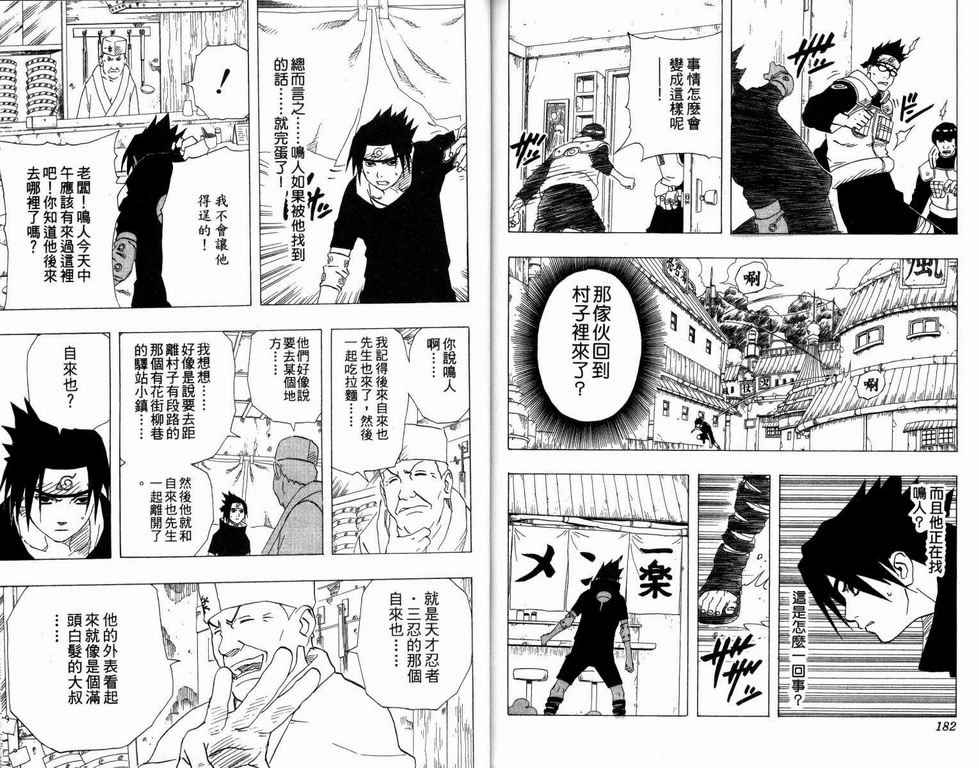 事情怎麼會
變成這樣呢
──！
那傢伙回到
村子裡來了？
唰
風
唰
火
而且他正在找
鳴人？
這是怎麼一回事？
一樂
メン
182
總而言之……鳴人如果被他找到
的話……就完蛋了！
！
我不會讓他
得逞的！
老闆！鳴人今天中
午應該有來過這裡
吧！你知道他後來
去哪裡了嗎？
你說鳴人
啊……
我記得後來自來也
先生也來了，然後
一起吃拉麵……
他們好像說
要去某個地
方……
我想想……
好像是說要去距
離村子有段路的
那個有花街柳巷
的驛站小鎮……
然後他就和
自來也先生
一起離開了
。
自來也？
就是天才忍者
．三忍的那個
自來也……
他的外表看起
來就像是個滿
頭白髮的大叔
……